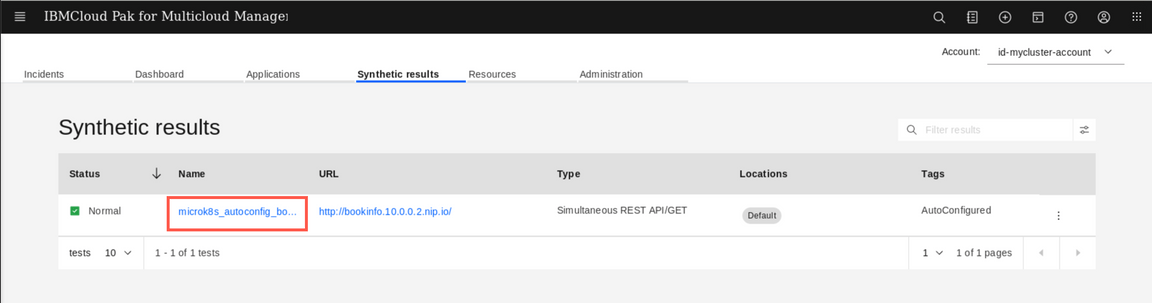 IBMCloud Pak for Multicloud Manage
Account: id-mycluster-account
Incidents Dashboard Applications Synthetic results Resources Administration
Synthetic results
Filter results
Status Name URL Type Locations Tags
Normal microk8s_autoconfig_bo... http://bookinfo.10.0.0.2.nip.io/ Simultaneous REST API/GET Default AutoConfigured
tests 10 1 - 1 of 1 tests 1 1 of 1 pages